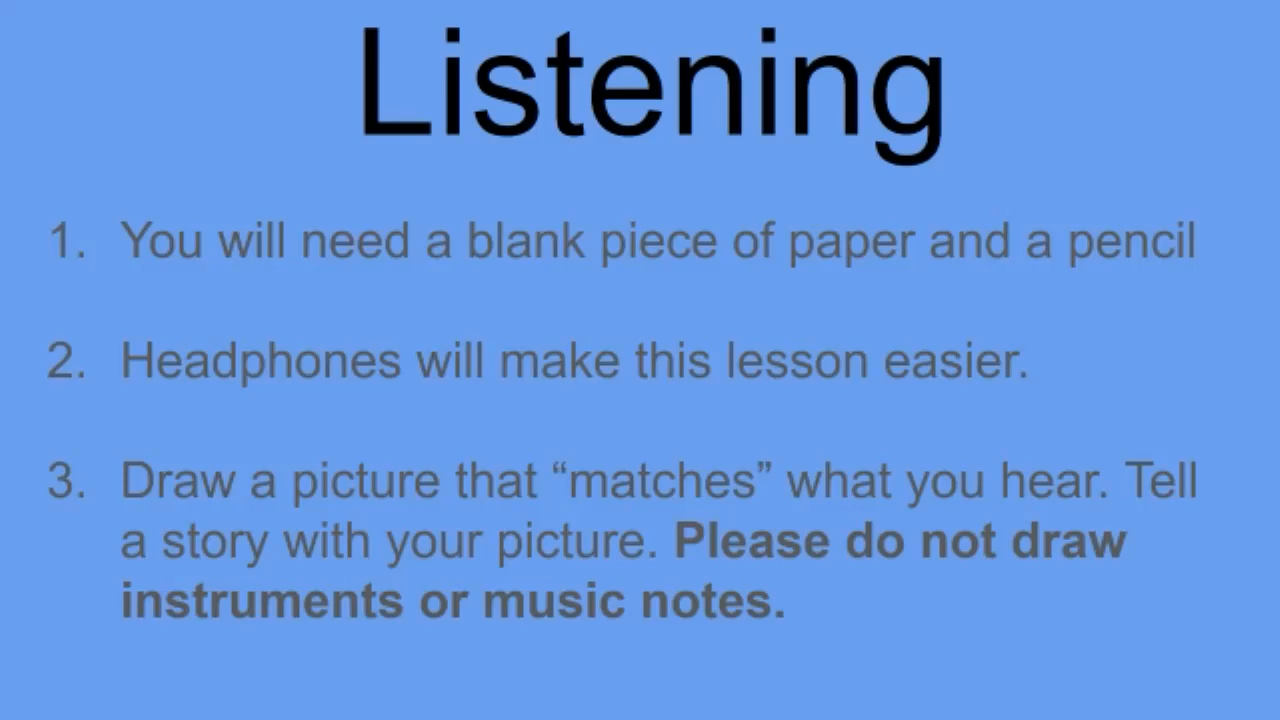 Listening
1. You will need a blank piece of paper and a pencil
2. Headphones will make this lesson easier.
3. Draw a picture that “matches” what you hear. Tell
a story with your picture. Please do not draw
instruments or music notes.